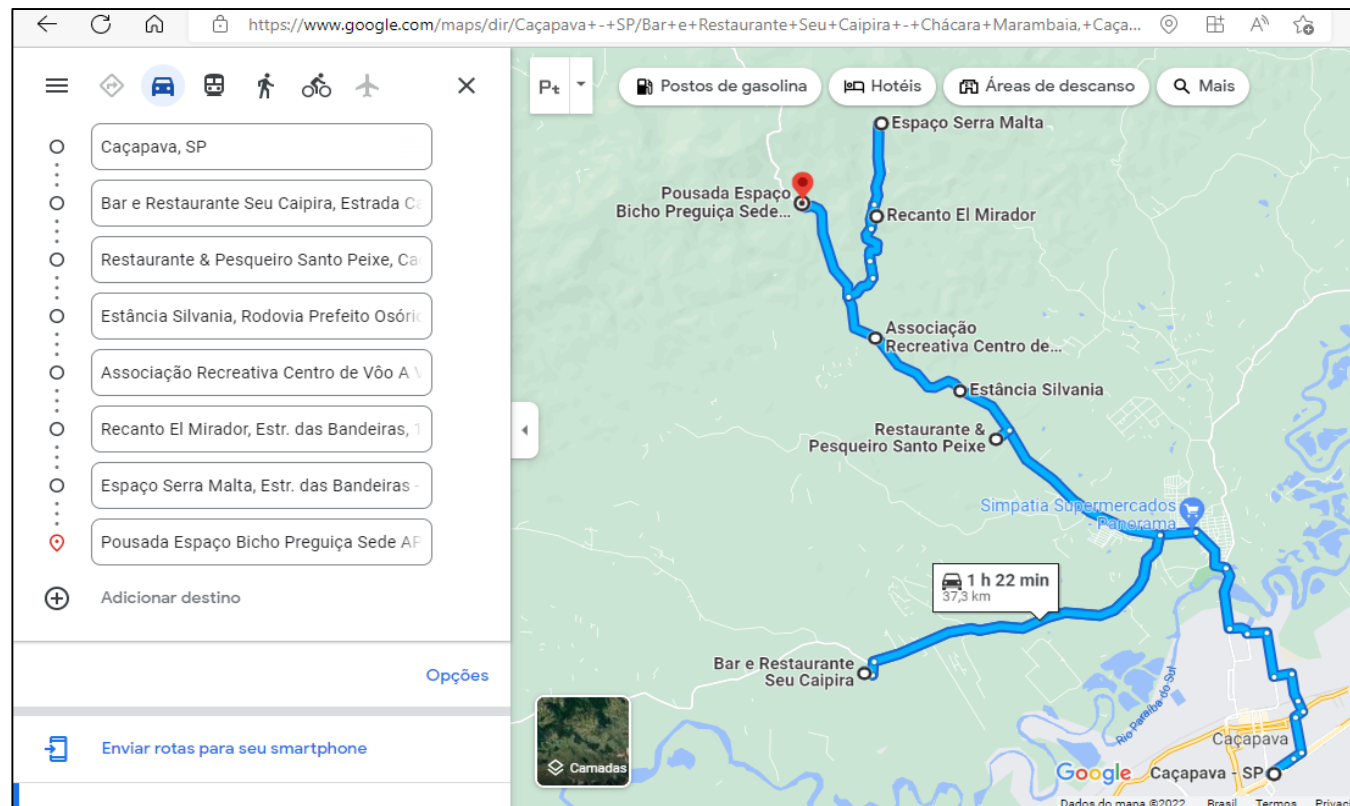 https://www.google.com/maps/dir/Caçapava+-+SP/Bar+e+Restaurante+Seu+Caipira+-+Chácara+Marambaia,+Caça...
Caçapava, SP
Bar e Restaurante Seu Caipira, Estrada Ca
Restaurante & Pesqueiro Santo Peixe, Ca
Estância Silvania, Rodovia Prefeito Osóri
Associação Recreativa Centro de Vôo A V
Recanto El Mirador, Estr. das Bandeiras, 1
Espaço Serra Malta, Estr. das Bandeiras -
Pousada Espaço Bicho Preguiça Sede AP
Adicionar destino
Opções
Enviar rotas para seu smartphone
Postos de gasolina
Hotéis
Áreas de descanso
Mais
Espaço Serra Malta
Pousada Espaço
Bicho Preguiça Sede...
Recanto El Mirador
Associação
Recreativa Centro de...
Estância Silvania
Restaurante &
Pesqueiro Santo Peixe
Simpatia Supermercados
- Panorama
1 h 22 min
37,3 km
Bar e Restaurante
Seu Caipira
Rio Paraíba do Sul
Caçapava
Caçapava - SP
Camadas
Google
Dados do mapa ©2022 Brasil Termos Privac